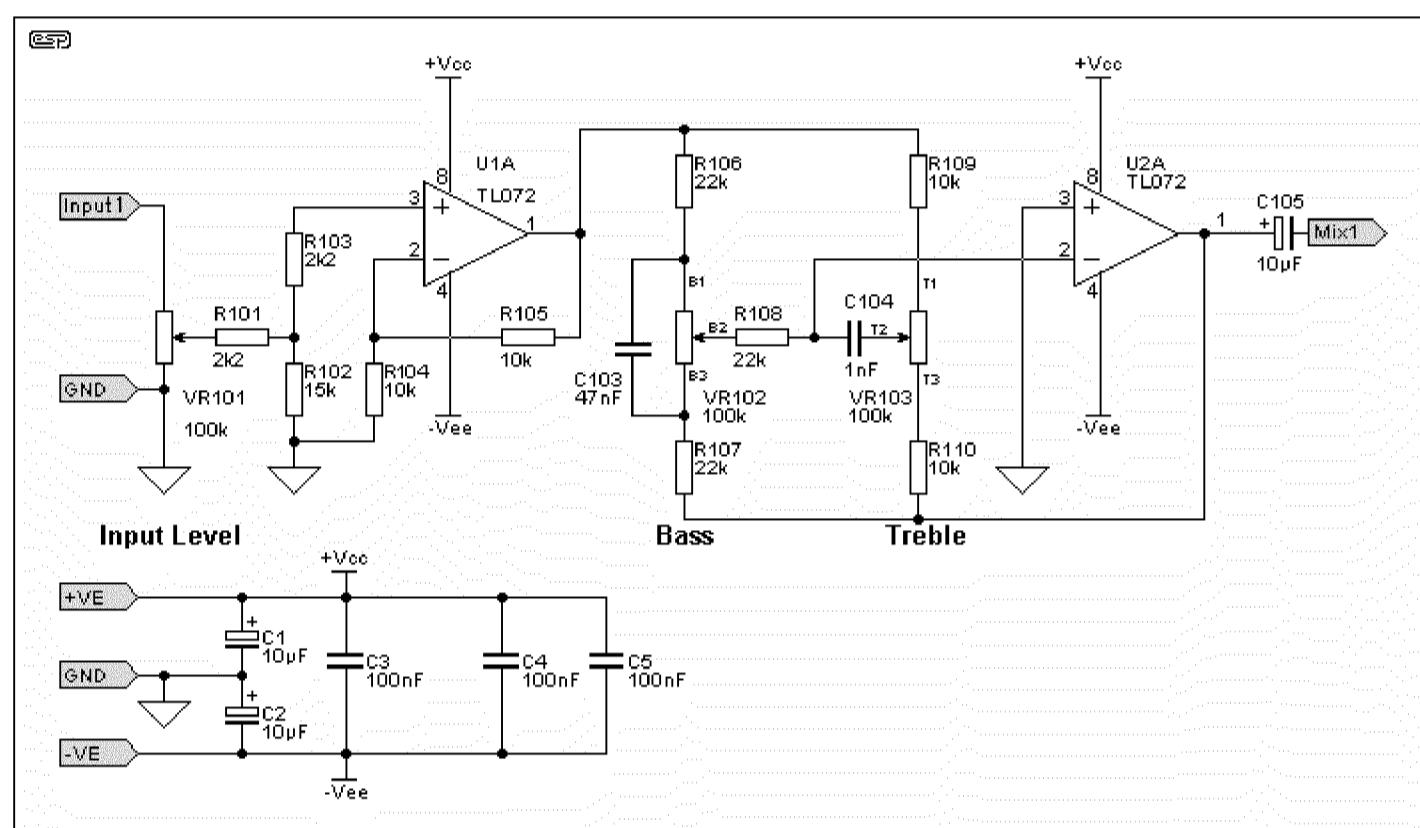 esp
+Vcc
+Vcc
U1A
TL072
8
3
+
2
−
1
4
-Vee
Input1
R103
2k2
R101
2k2
R102
15k
R104
10k
R105
10k
GND
VR101
100k
Input Level
R106
22k
B1
B2
B3
C103
47nF
VR102
100k
R108
22k
R107
22k
Bass
R109
10k
T1
T2
T3
C104
1nF
VR103
100k
R110
10k
Treble
U2A
TL072
8
3
+
2
−
1
4
-Vee
C105
+
10µF
Mix1
+Vcc
+VE
GND
-VE
+
C1
10µF
+
C2
10µF
C3
100nF
C4
100nF
C5
100nF
-Vee